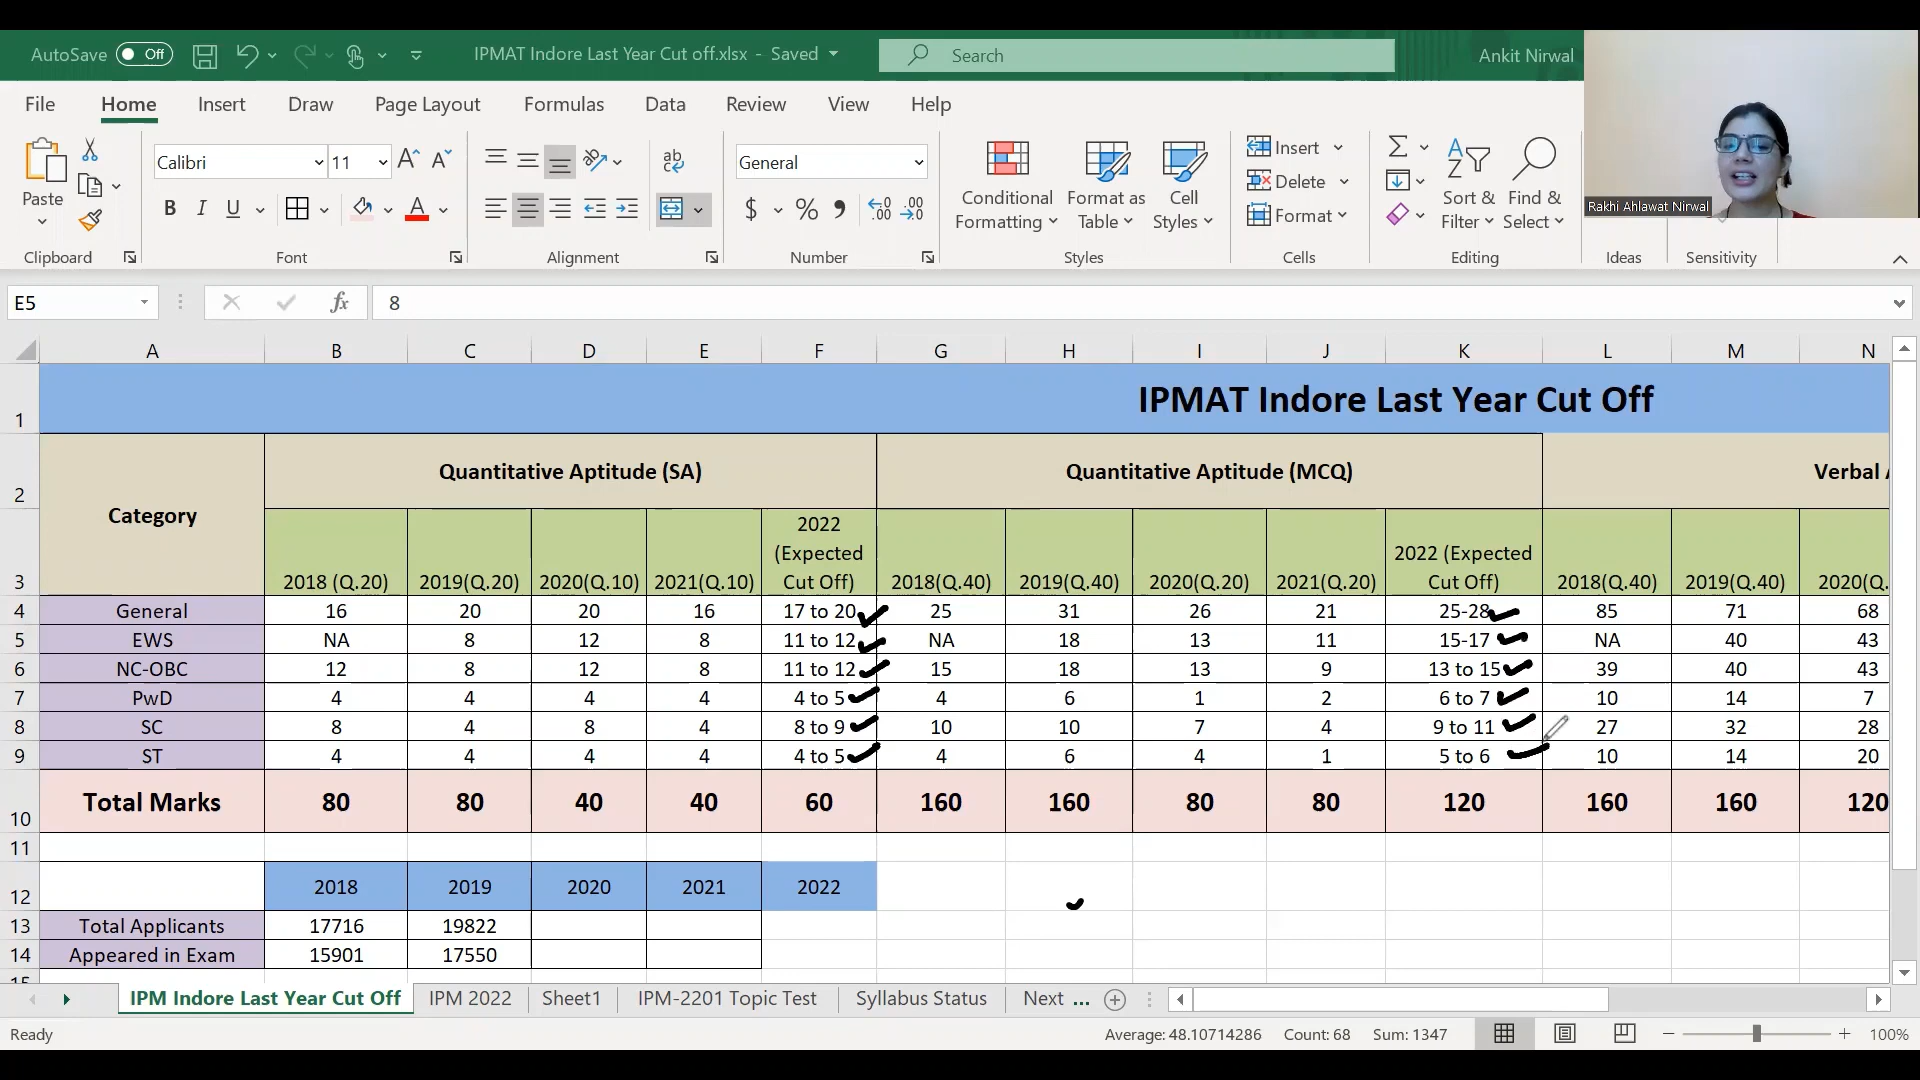 AutoSave Off IPMAT Indore Last Year Cut off.xlsx - Saved Search Ankit Nirwal
File Home Insert Draw Page Layout Formulas Data Review View Help
Paste Calibri 11 General Conditional Formatting Format as Table Cell Styles Insert Delete Format Sort & Filter Find & Select
B I U $ % Rakhi Ahlawat Nirwal
Clipboard Font Alignment Number Styles Cells Editing Ideas Sensitivity
E5 fx 8
A B C D E F G H I J K L M N
1 IPMAT Indore Last Year Cut Off
2 Category Quantitative Aptitude (SA) Quantitative Aptitude (MCQ) Verbal
3 2018 (Q.20) 2019(Q.20) 2020(Q.10) 2021(Q.10) 2022 (Expected Cut Off) 2018(Q.40) 2019(Q.40) 2020(Q.20) 2021(Q.20) 2022 (Expected Cut Off) 2018(Q.40) 2019(Q.40) 2020(Q.
4 General 16 20 20 16 17 to 20 25 31 26 21 25-28 85 71 68
5 EWS NA 8 12 8 11 to 12 NA 18 13 11 15-17 NA 40 43
6 NC-OBC 12 8 12 8 11 to 12 15 18 13 9 13 to 15 39 40 43
7 PwD 4 4 4 4 4 to 5 4 6 1 2 6 to 7 10 14 7
8 SC 8 4 8 4 8 to 9 10 10 7 4 9 to 11 27 32 28
9 ST 4 4 4 4 4 to 5 4 6 4 1 5 to 6 10 14 20
10 Total Marks 80 80 40 40 60 160 160 80 80 120 160 160 120
11
12 2018 2019 2020 2021 2022
13 Total Applicants 17716 19822
14 Appeared in Exam 15901 17550
15
IPM Indore Last Year Cut Off IPM 2022 Sheet1 IPM-2201 Topic Test Syllabus Status Next ...
Ready Average: 48.10714286 Count: 68 Sum: 1347 100%